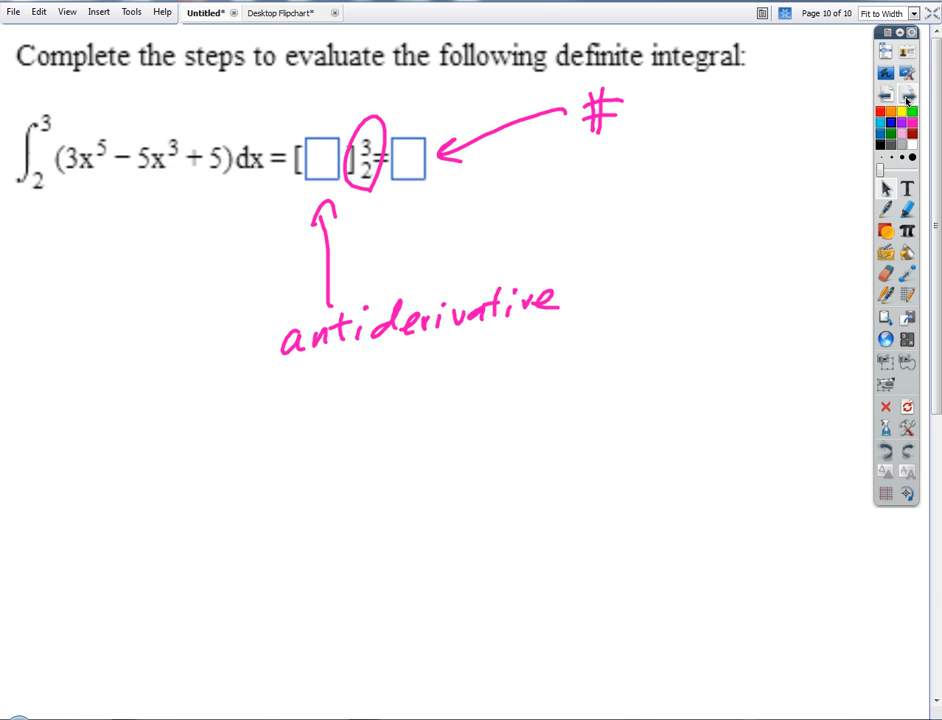 File Edit View Insert Tools Help Untitled* Desktop Flipchart* Page 10 of 10 Fit to Width
Complete the steps to evaluate the following definite integral:
#
∫₂³ (3x⁵ − 5x³ + 5)dx = [ ]³₂ =
antiderivative
T
π